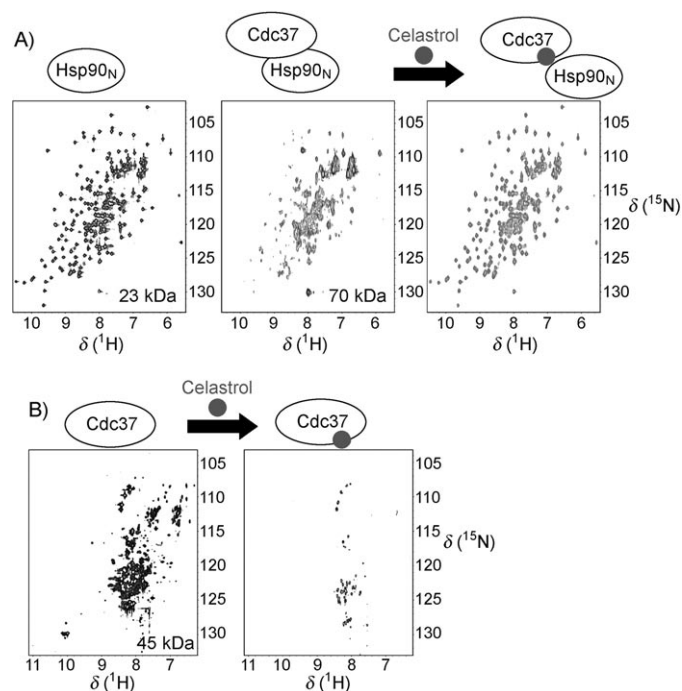 A)
Hsp90N
Cdc37
Hsp90N
Celastrol
Cdc37
Hsp90N
105
110
115
120
125
130
23 kDa
10 9 8 7 6
δ (¹H)
105
110
115
120
125
130
70 kDa
10 9 8 7 6
δ (¹H)
105
110
115
120
125
130
δ (¹⁵N)
10 9 8 7 6
δ (¹H)
B)
Cdc37
Celastrol
Cdc37
105
110
115
120
125
130
45 kDa
11 10 9 8 7
δ (¹H)
105
110
115
120
125
130
δ (¹⁵N)
11 10 9 8 7
δ (¹H)